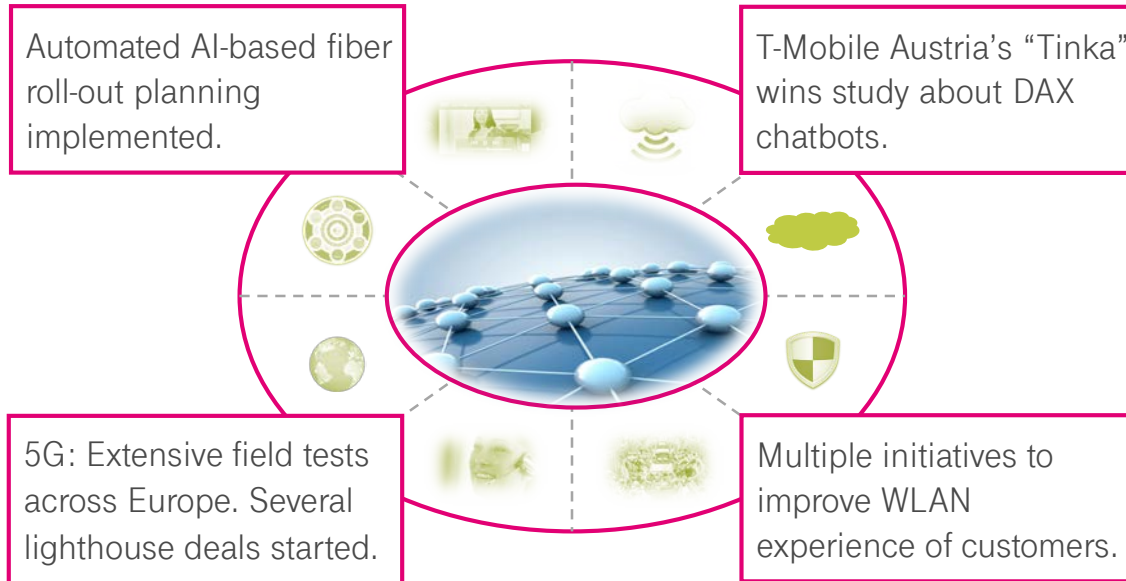 Automated AI-based fiber
roll-out planning
implemented.
T-Mobile Austria’s “Tinka”
wins study about DAX
chatbots.
5G: Extensive field tests
across Europe. Several
lighthouse deals started.
Multiple initiatives to
improve WLAN
experience of customers.